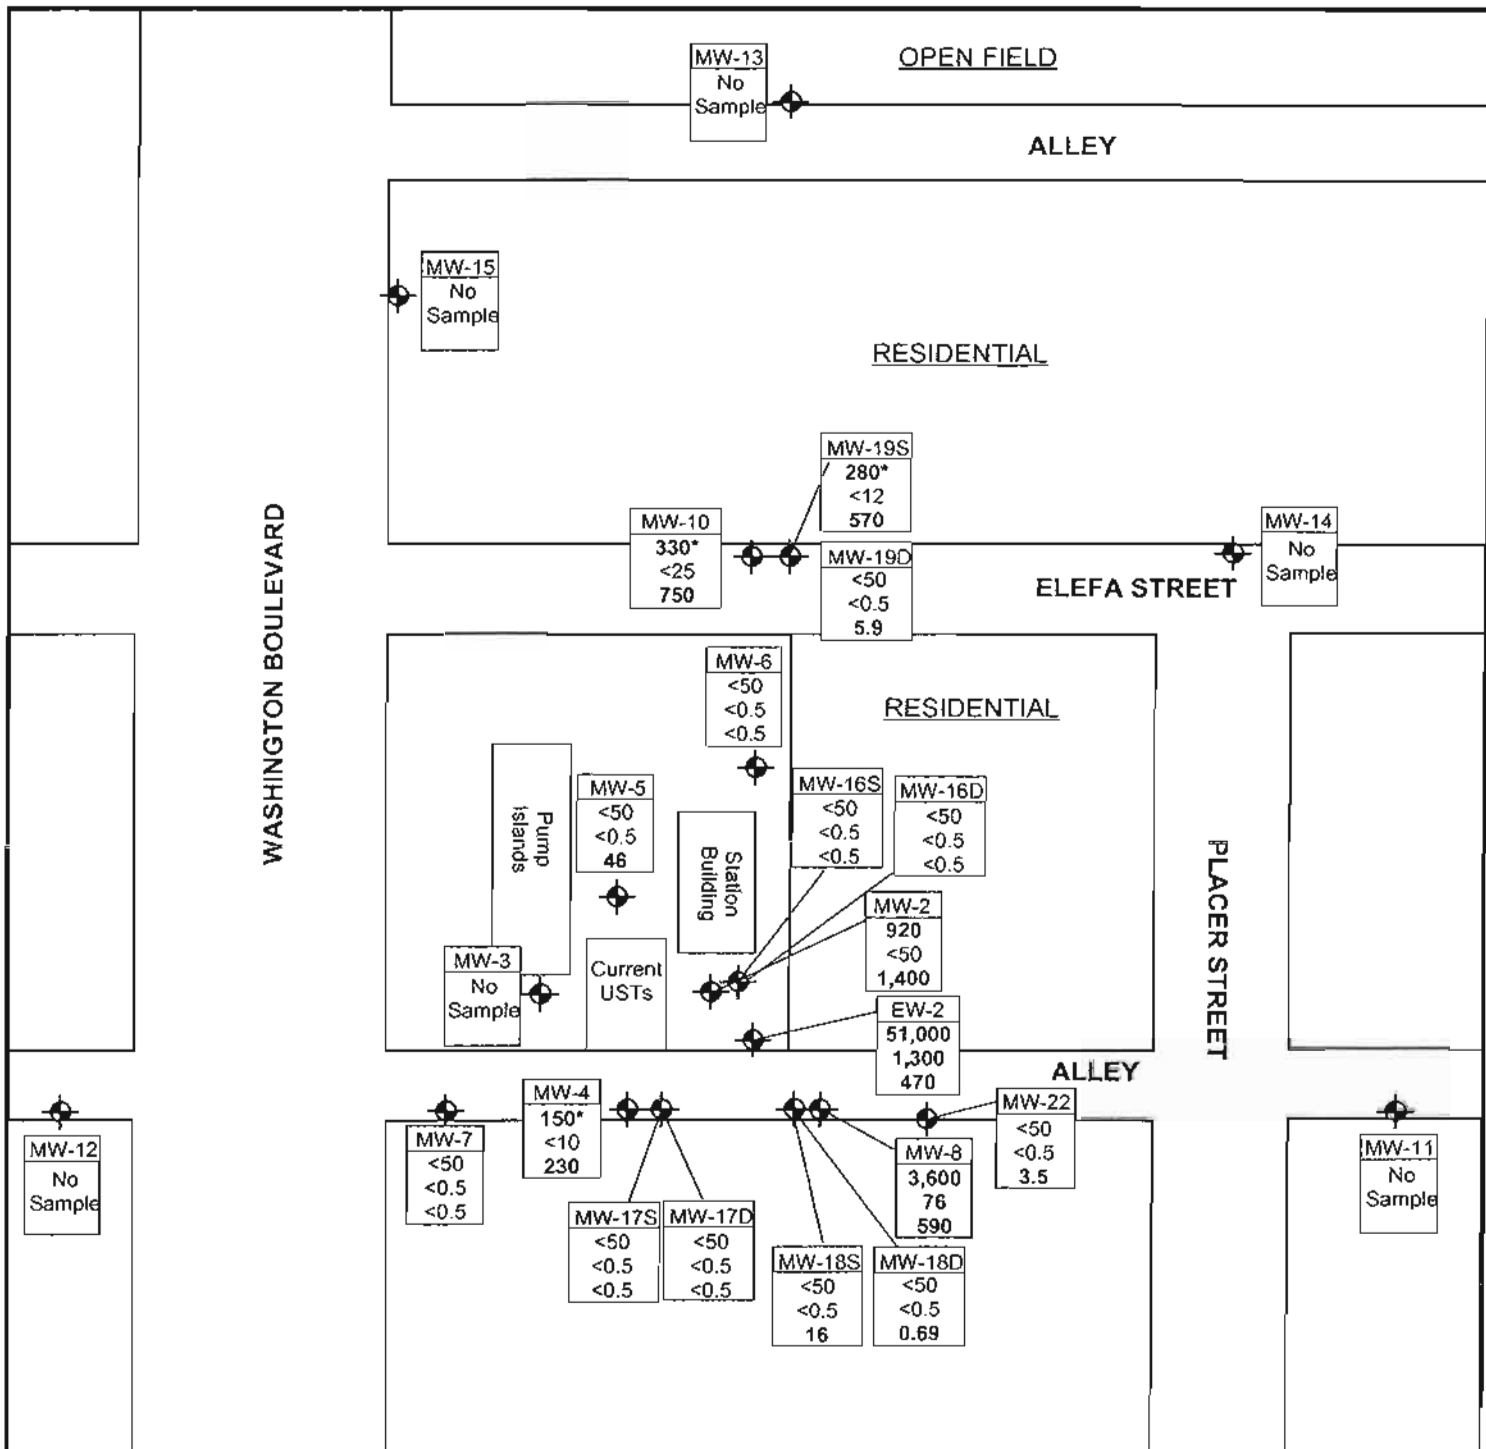 MW-13
No
Sample
OPEN FIELD
ALLEY
MW-15
No
Sample
RESIDENTIAL
MW-19S
280*
<12
570
MW-10
330*
<25
750
MW-19D
<50
<0.5
5.9
MW-14
No
Sample
ELEFA STREET
WASHINGTON BOULEVARD
MW-6
<50
<0.5
<0.5
RESIDENTIAL
Pump
Islands
MW-5
<50
<0.5
46
Station
Building
MW-16S
<50
<0.5
<0.5
MW-16D
<50
<0.5
<0.5
MW-2
920
<50
1,400
PLACER STREET
MW-3
No
Sample
Current
USTs
EW-2
51,000
1,300
470
ALLEY
MW-12
No
Sample
MW-7
<50
<0.5
<0.5
MW-4
150*
<10
230
MW-17S
<50
<0.5
<0.5
MW-17D
<50
<0.5
<0.5
MW-18S
<50
<0.5
16
MW-18D
<50
<0.5
0.69
MW-8
3,600
76
590
MW-22
<50
<0.5
3.5
MW-11
No
Sample